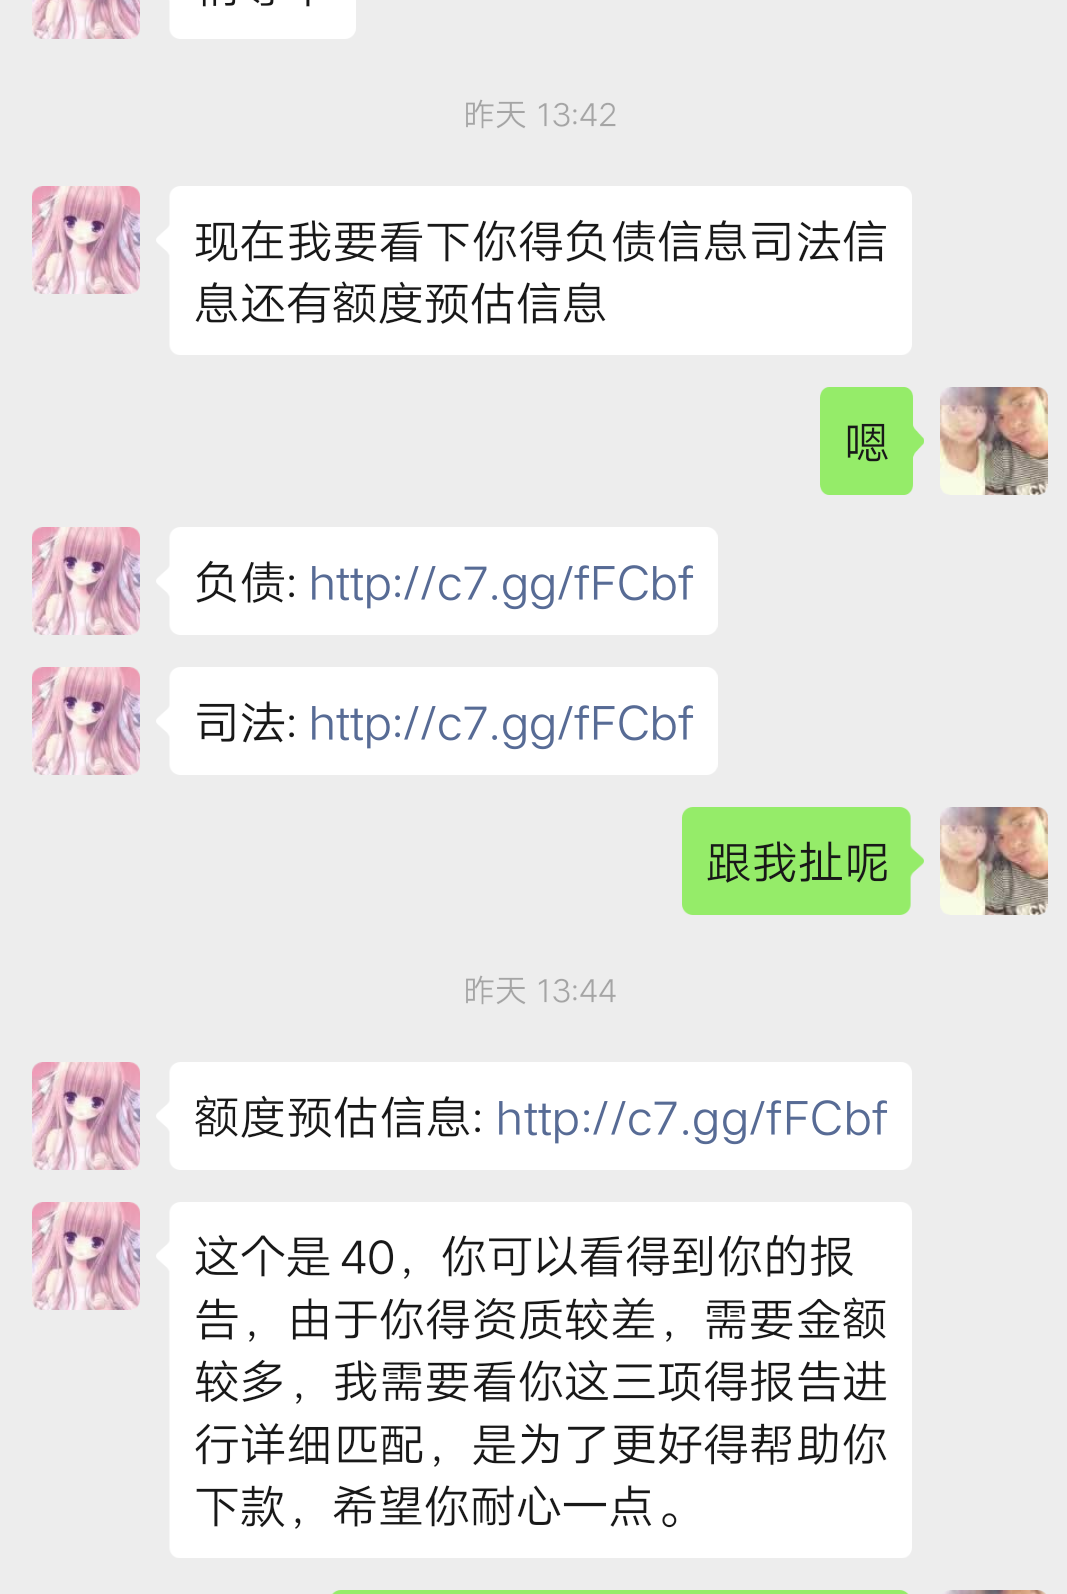 昨天 13:42
现在我要看下你得负债信息司法信
息还有额度预估信息
嗯
负债: http://c7.gg/fFCbf
司法: http://c7.gg/fFCbf
跟我扯呢
昨天 13:44
额度预估信息: http://c7.gg/fFCbf
这个是 40，你可以看得到你的报
告，由于你得资质较差，需要金额
较多，我需要看你这三项得报告进
行详细匹配，是为了更好得帮助你
下款，希望你耐心一点。